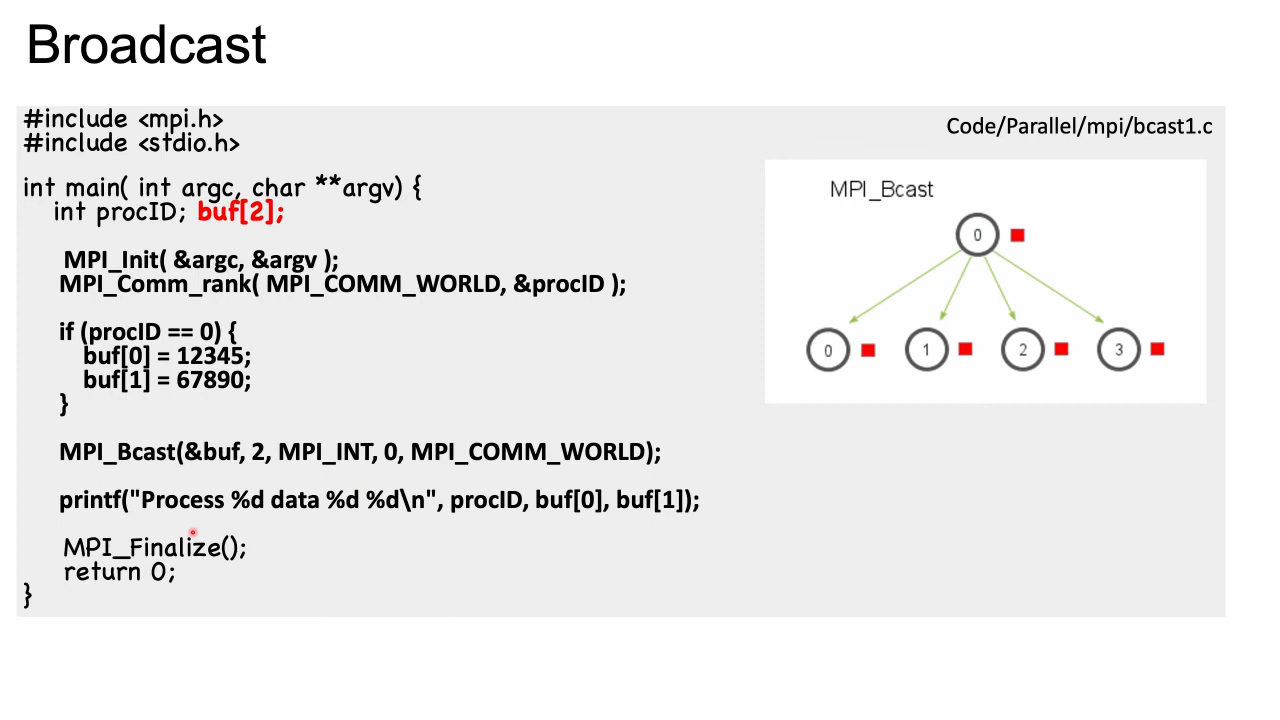 Broadcast
#include <mpi.h>
#include <stdio.h>
Code/Parallel/mpi/bcast1.c
int main( int argc, char **argv) {
int procID; buf[2];
MPI_Init( &argc, &argv );
MPI_Comm_rank( MPI_COMM_WORLD, &procID );
if (procID == 0) {
buf[0] = 12345;
buf[1] = 67890;
}
MPI_Bcast(&buf, 2, MPI_INT, 0, MPI_COMM_WORLD);
printf("Process %d data %d %d\n", procID, buf[0], buf[1]);
MPI_Finalize();
return 0;
}
MPI_Bcast
0
0 1 2 3